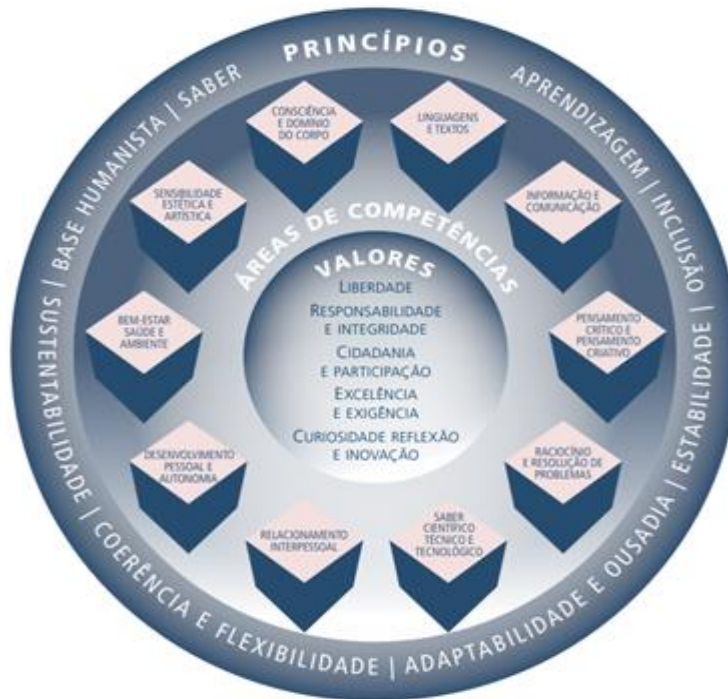 PRINCÍPIOS
BASE HUMANISTA | SABER
APRENDIZAGEM | INCLUSÃO |
ESTABILIDADE |
ADAPTABILIDADE E OUSADIA |
COERÊNCIA E FLEXIBILIDADE |
SUSTENTABILIDADE |
ÁREAS DE COMPETÊNCIAS
CONSCIÊNCIA
E DOMÍNIO
DO CORPO
LINGUAGENS
E TEXTOS
INFORMAÇÃO E
COMUNICAÇÃO
PENSAMENTO
CRÍTICO E
PENSAMENTO
CRIATIVO
RACIOCÍNIO
E RESOLUÇÃO DE
PROBLEMAS
SABER
CIENTÍFICO
TÉCNICO E
TECNOLÓGICO
RELACIONAMENTO
INTERPESSOAL
DESENVOLVIMENTO
PESSOAL E
AUTONOMIA
BEM-ESTAR
SAÚDE E
AMBIENTE
SENSIBILIDADE
ESTÉTICA E
ARTÍSTICA
VALORES
LIBERDADE
RESPONSABILIDADE
E INTEGRIDADE
CIDADANIA
E PARTICIPAÇÃO
EXCELÊNCIA
E EXIGÊNCIA
CURIOSIDADE REFLEXÃO
E INOVAÇÃO